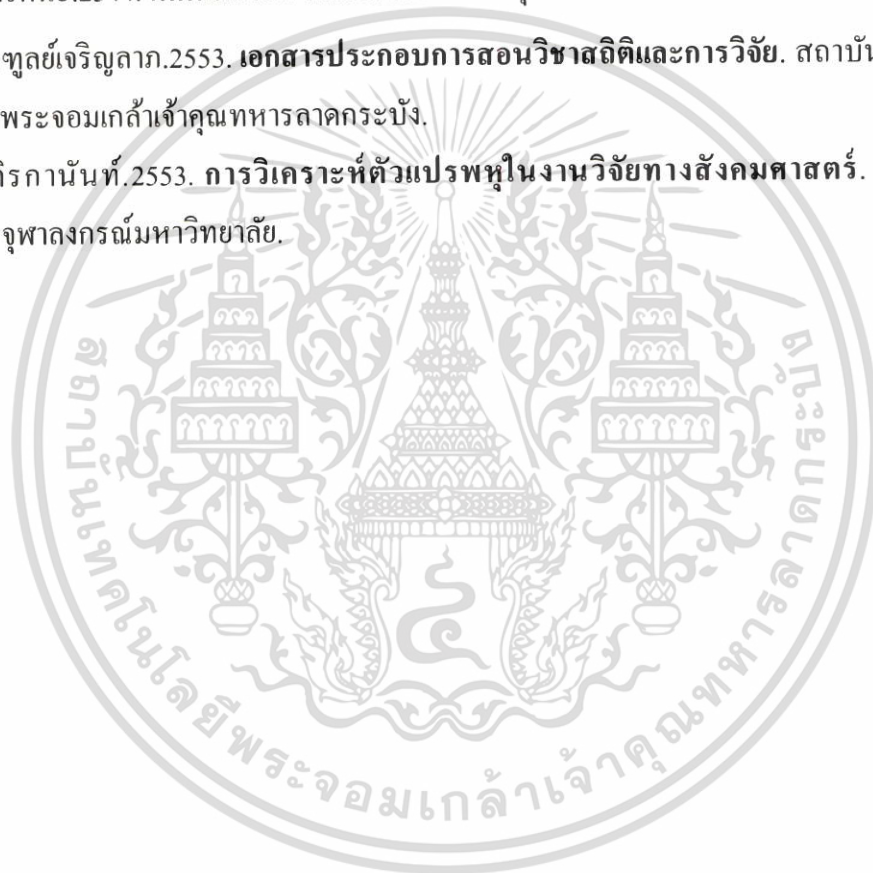 ฑูลย์เจริญลาภ.2553. เอกสารประกอบการสอนวิชาสถิติและการวิจัย. สถาบัน
พระจอมเกล้าเจ้าคุณทหารลาดกระบัง.
รกานันท์.2553. การวิเคราะห์ตัวแปรพหุในงานวิจัยทางสังคมศาสตร์.
จุฬาลงกรณ์มหาวิทยาลัย.
สถาบันเทคโนโลยีพระจอมเกล้าเจ้าคุณทหารลาดกระบัง
๔